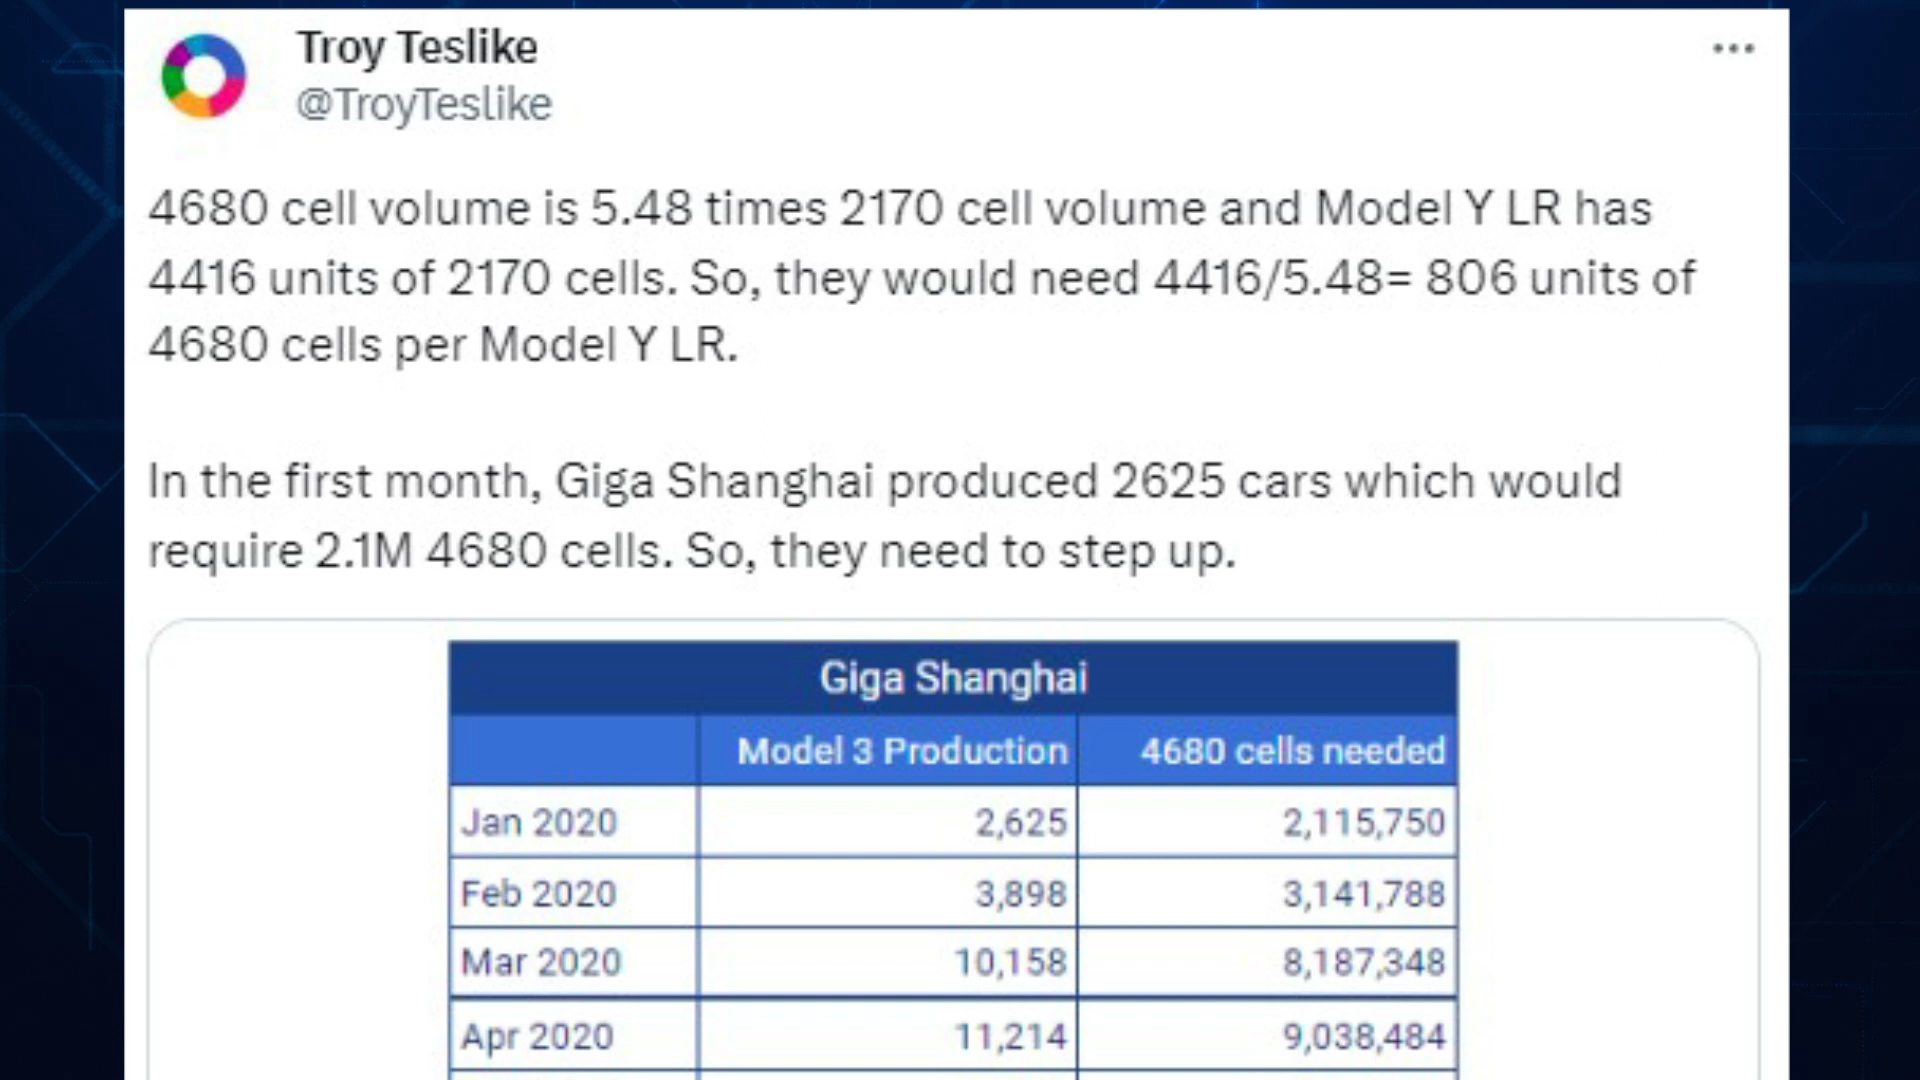 Troy Teslike
@TroyTeslike
4680 cell volume is 5.48 times 2170 cell volume and Model Y LR has
4416 units of 2170 cells. So, they would need 4416/5.48= 806 units of
4680 cells per Model Y LR.
In the first month, Giga Shanghai produced 2625 cars which would
require 2.1M 4680 cells. So, they need to step up.
Giga Shanghai
Model 3 Production 4680 cells needed
Jan 2020 2,625 2,115,750
Feb 2020 3,898 3,141,788
Mar 2020 10,158 8,187,348
Apr 2020 11,214 9,038,484